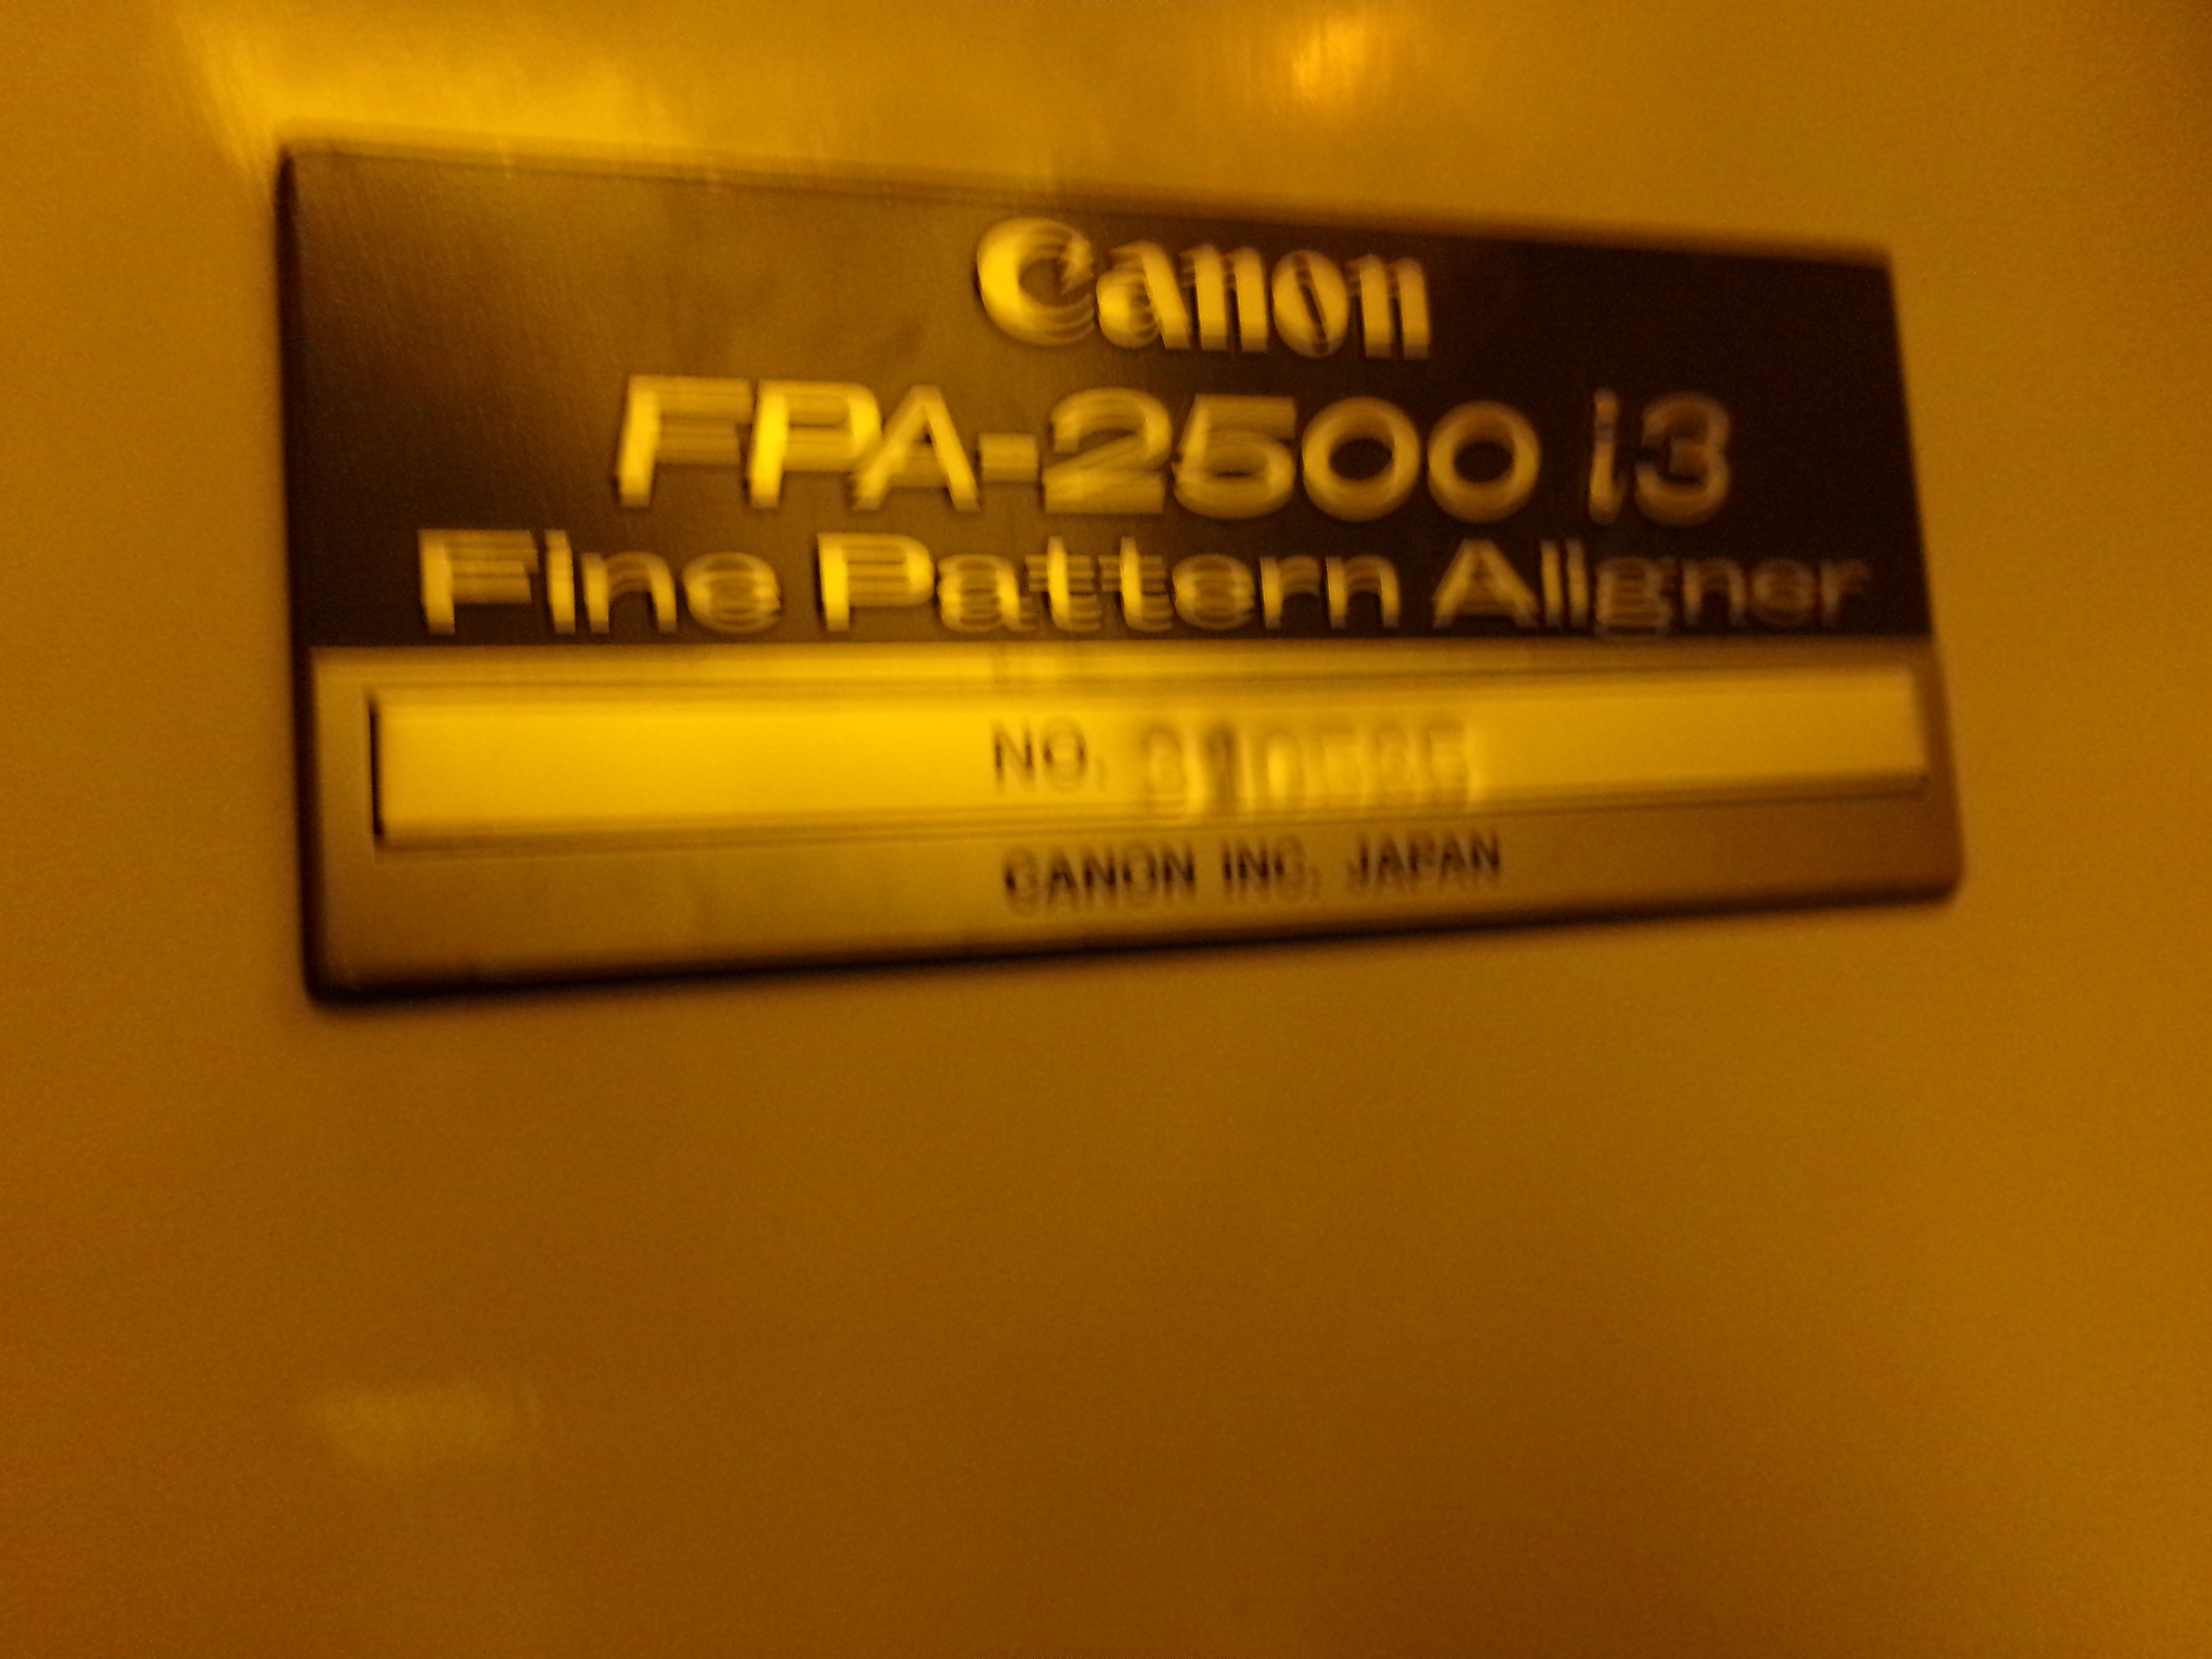 Canon
FPA-2500 i3
Fine Pattern Aligner
NO.
CANON INC. JAPAN